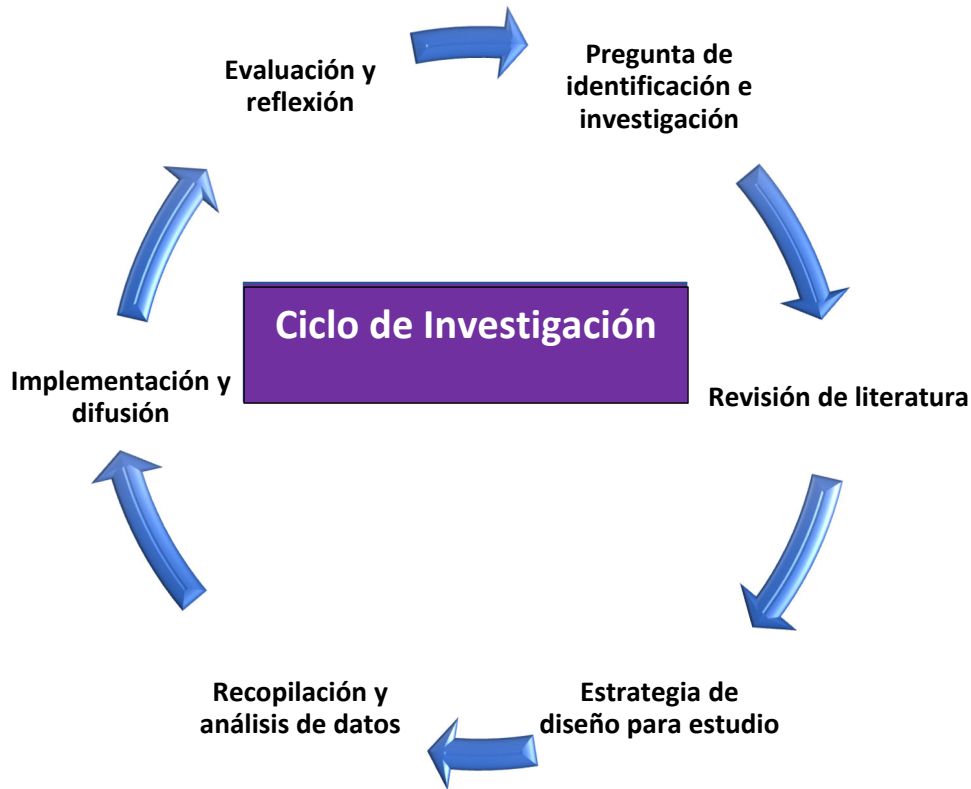 Evaluación y
reflexión
Pregunta de
identificación e
investigación
Ciclo de Investigación
Implementación y
difusión
Revisión de literatura
Recopilación y
análisis de datos
Estrategia de
diseño para estudio